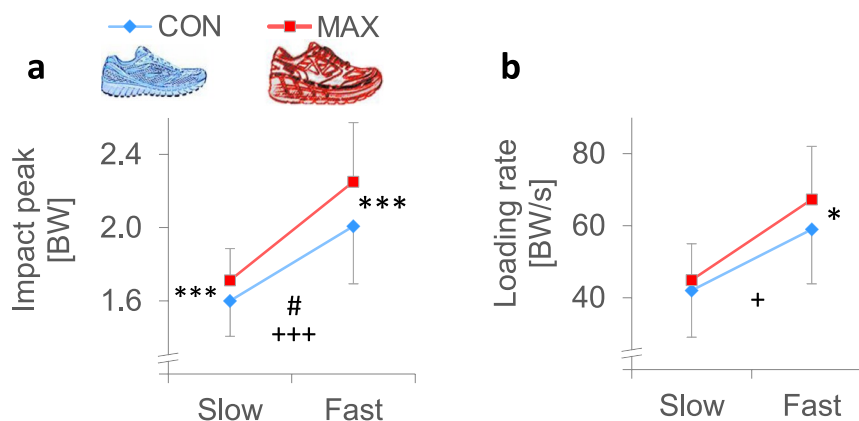 CON MAX
a
Impact peak
[BW]
2.4
2.0
1.6
***
***
#
+++
Slow Fast
b
Loading rate
[BW/s]
80
60
40
*
+
Slow Fast